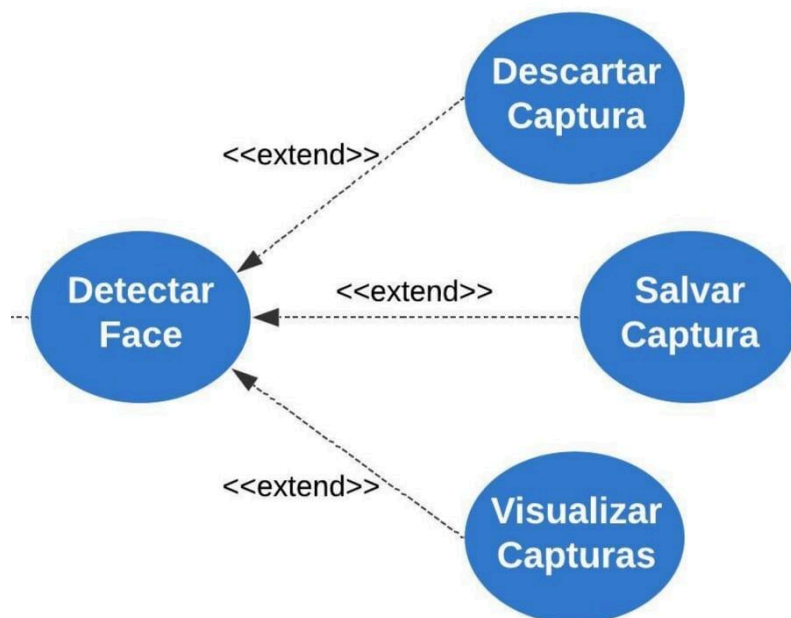 Descartar
Captura
<<extend>>
Detectar
Face
<<extend>>
Salvar
Captura
<<extend>>
Visualizar
Capturas